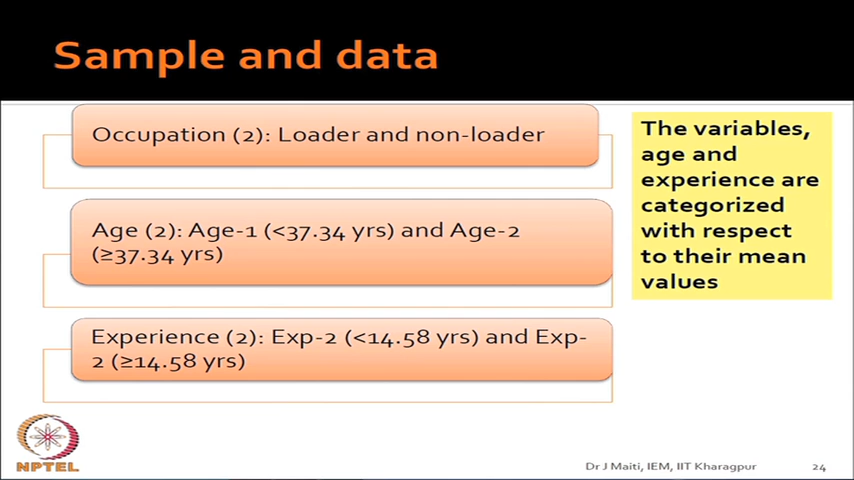 Sample and data
Occupation (2): Loader and non-loader
Age (2): Age-1 (<37.34 yrs) and Age-2
(≥37.34 yrs)
Experience (2): Exp-2 (<14.58 yrs) and Exp-
2 (≥14.58 yrs)
The variables,
age and
experience are
categorized
with respect
to their mean
values
NPTEL
Dr J Maiti, IEM, IIT Kharagpur
24